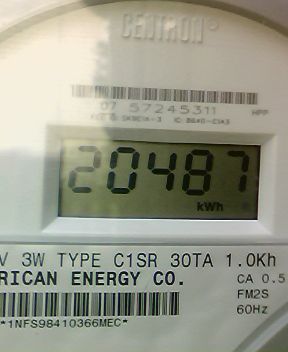 CENTRON®
07 57245311 HPP
20487
kWh
V 3W TYPE C1SR 30TA 1.0Kh
RICAN ENERGY CO. CA 0.5
FM2S
60Hz
*1NFS98410366MEC*